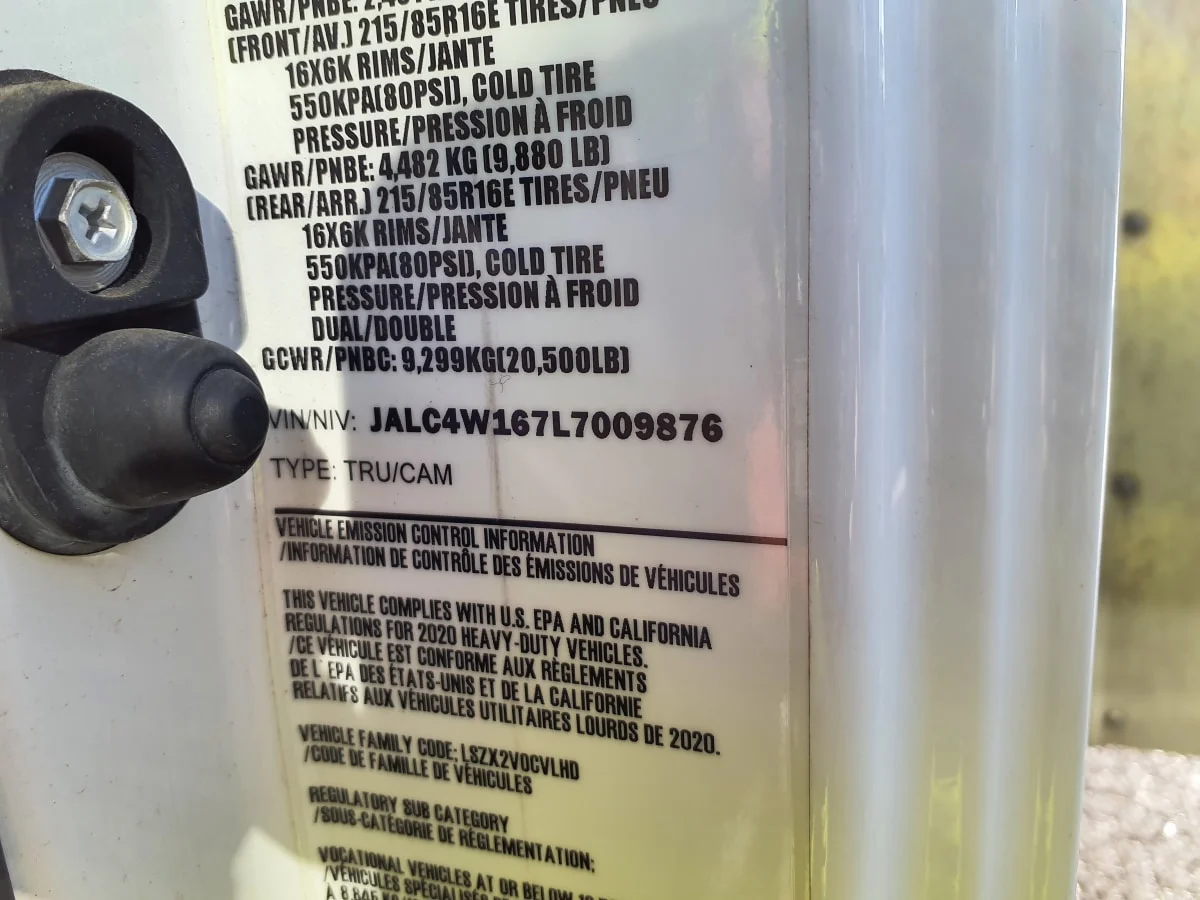 GAWR/PNBE:
(FRONT/AV.) 215/85R16E TIRES/PNEU
16X6K RIMS/JANTE
550KPA(80PSI), COLD TIRE
PRESSURE/PRESSION À FROID
GAWR/PNBE: 4,482 KG (9,880 LB)
(REAR/ARR.) 215/85R16E TIRES/PNEU
16X6K RIMS/JANTE
550KPA(80PSI), COLD TIRE
PRESSURE/PRESSION À FROID
DUAL/DOUBLE
GCWR/PNBC: 9,299KG(20,500LB)
VIN/NIV: JALC4W167L7009876
TYPE: TRU/CAM
VEHICLE EMISSION CONTROL INFORMATION
/INFORMATION DE CONTRÔLE DES ÉMISSIONS DE VÉHICULES
THIS VEHICLE COMPLIES WITH U.S. EPA AND CALIFORNIA
REGULATIONS FOR 2020 HEAVY-DUTY VEHICLES.
/CE VÉHICULE EST CONFORME AUX RÈGLEMENTS
DE L' EPA DES ÉTATS-UNIS ET DE LA CALIFORNIE
RELATIFS AUX VÉHICULES UTILITAIRES LOURDS DE 2020.
VEHICLE FAMILY CODE: LSZX2VOCVLHD
/CODE DE FAMILLE DE VÉHICULES
REGULATORY SUB CATEGORY
/SOUS-CATÉGORIE DE RÉGLEMENTATION:
VOCATIONAL VEHICLES AT OR BELOW
/VÉHICULES SPÉCIALISÉS